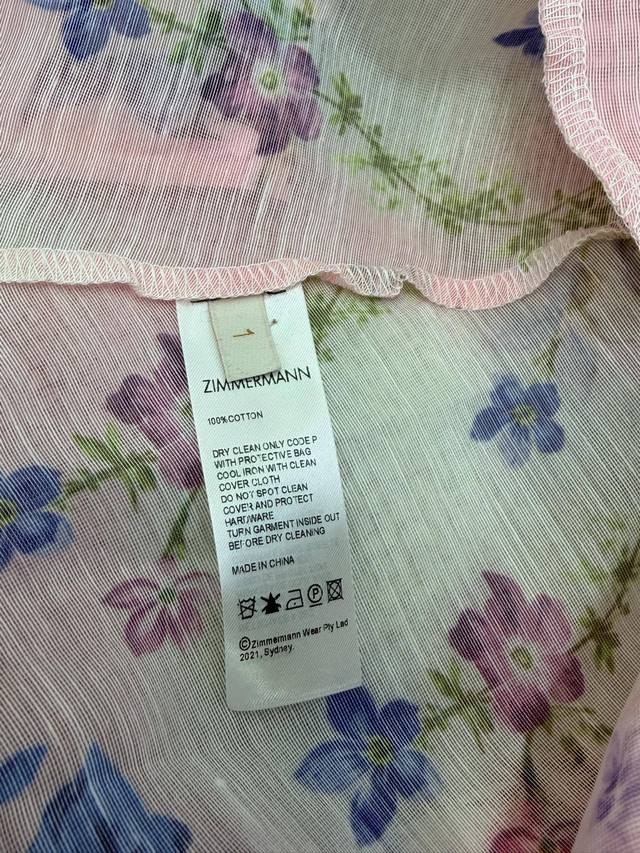 1
ZIMMERMANN
100%COTTON
DRY CLEAN ONLY CODE P
WITH PROTECTIVE BAG
COOL IRON WITH CLEAN
COVER CLOTH
DO NOT SPOT CLEAN
COVER AND PROTECT
HARDWARE
TURN GARMENT INSIDE OUT
BEFORE DRY CLEANING
MADE IN CHINA
P
©Zimmermann Wear Pty Lad
2021, Sydney.